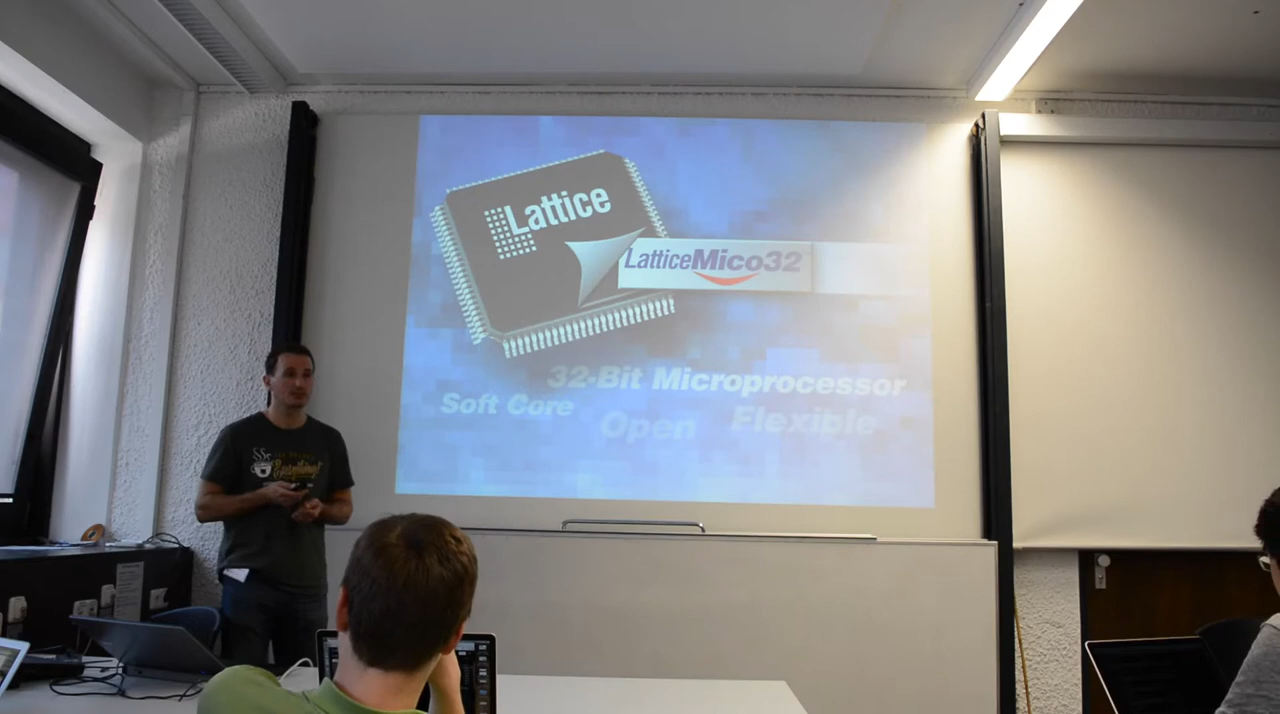 Lattice
LatticeMico32
32-Bit Microprocessor
Soft Core
Open
Flexible